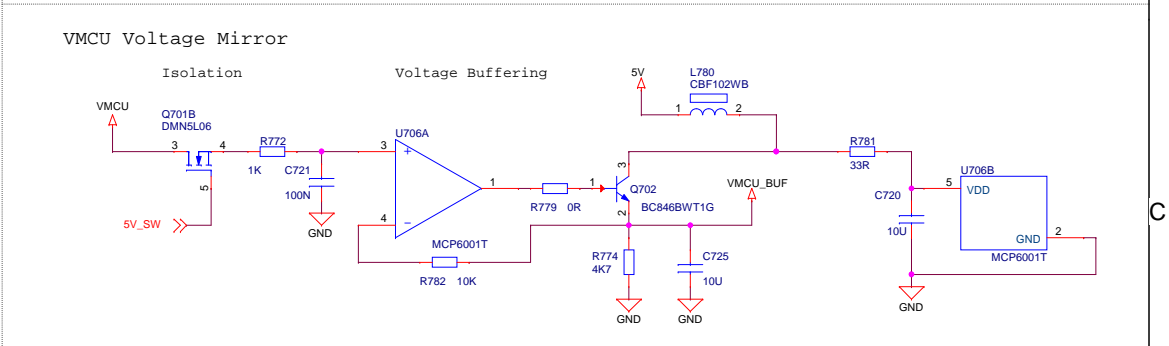 VMCU Voltage Mirror
Isolation
Voltage Buffering
VMCU
Q701B
DMN5L06
3
4
5
5V_SW
R772
1K
C721
100N
GND
U706A
3
+
4
−
1
MCP6001T
R782 10K
R779 0R
1
3
2
Q702
BC846BWT1G
5V
L780
CBF102WB
1
2
VMCU_BUF
R774
4K7
GND
C725
10U
GND
R781
33R
C720
10U
GND
U706B
5
VDD
GND
2
MCP6001T
C